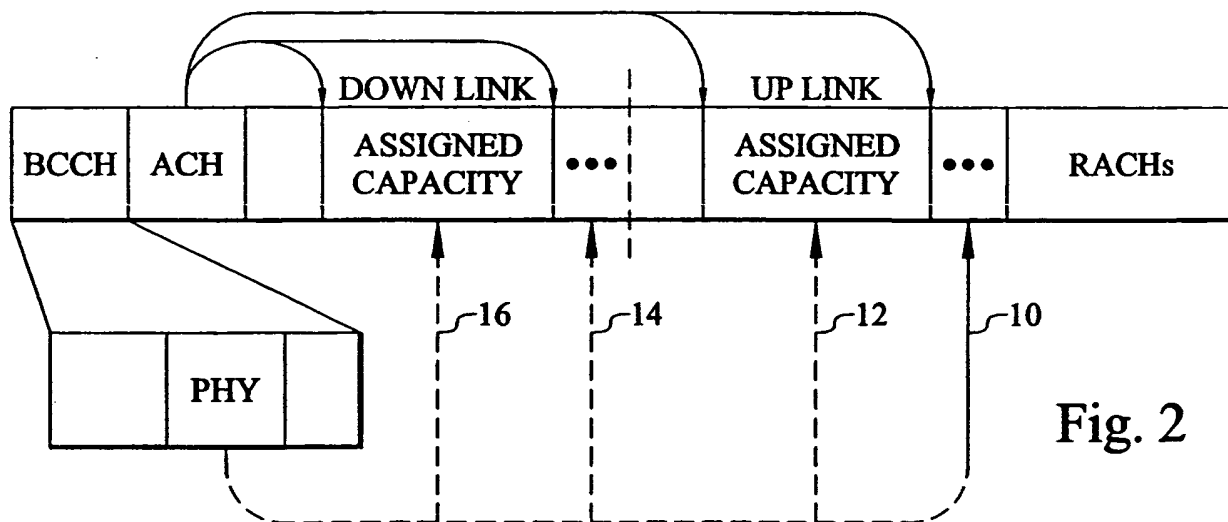 DOWN LINK
UP LINK
BCCH
ACH
ASSIGNED
CAPACITY
•••
ASSIGNED
CAPACITY
•••
RACHs
16
14
12
10
PHY
Fig. 2